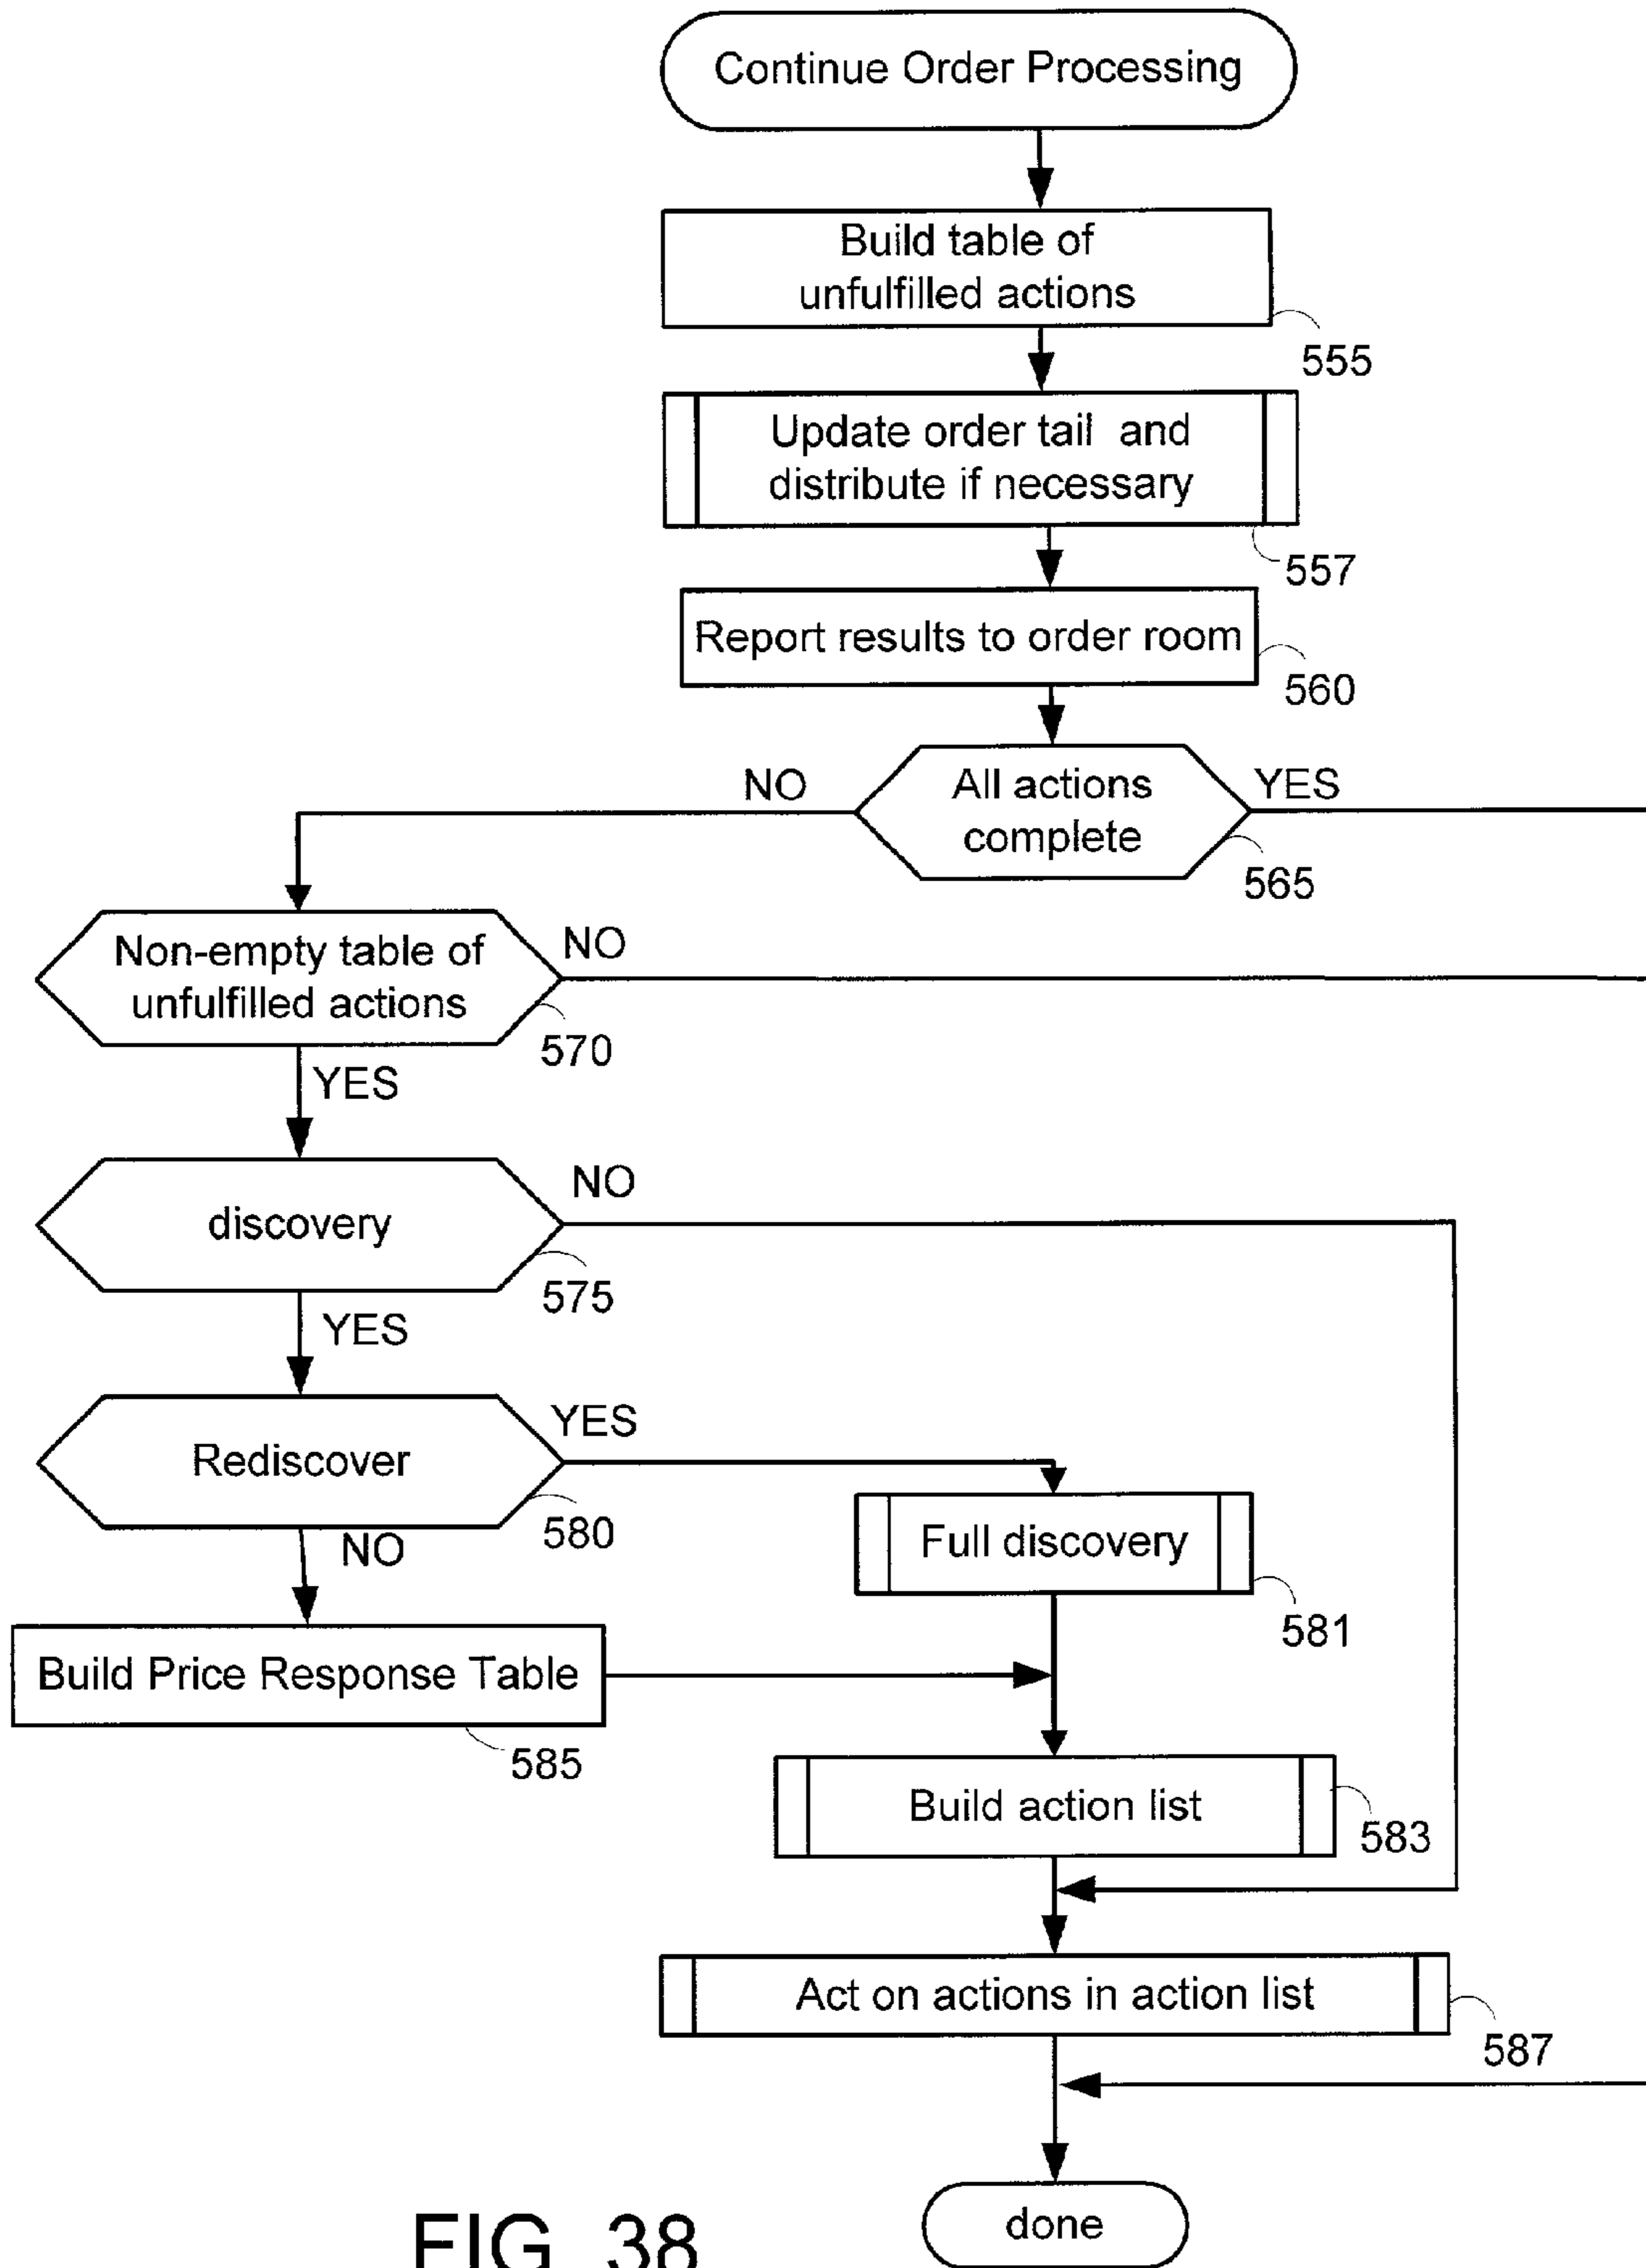 Continue Order Processing
Build table of
unfulfilled actions
555
Update order tail and
distribute if necessary
557
Report results to order room
560
NO
All actions
complete
YES
565
Non-empty table of
unfulfilled actions
NO
570
YES
discovery
NO
575
YES
Rediscover
YES
580
NO
Full discovery
581
Build Price Response Table
585
Build action list
583
Act on actions in action list
587
done
FIG. 38